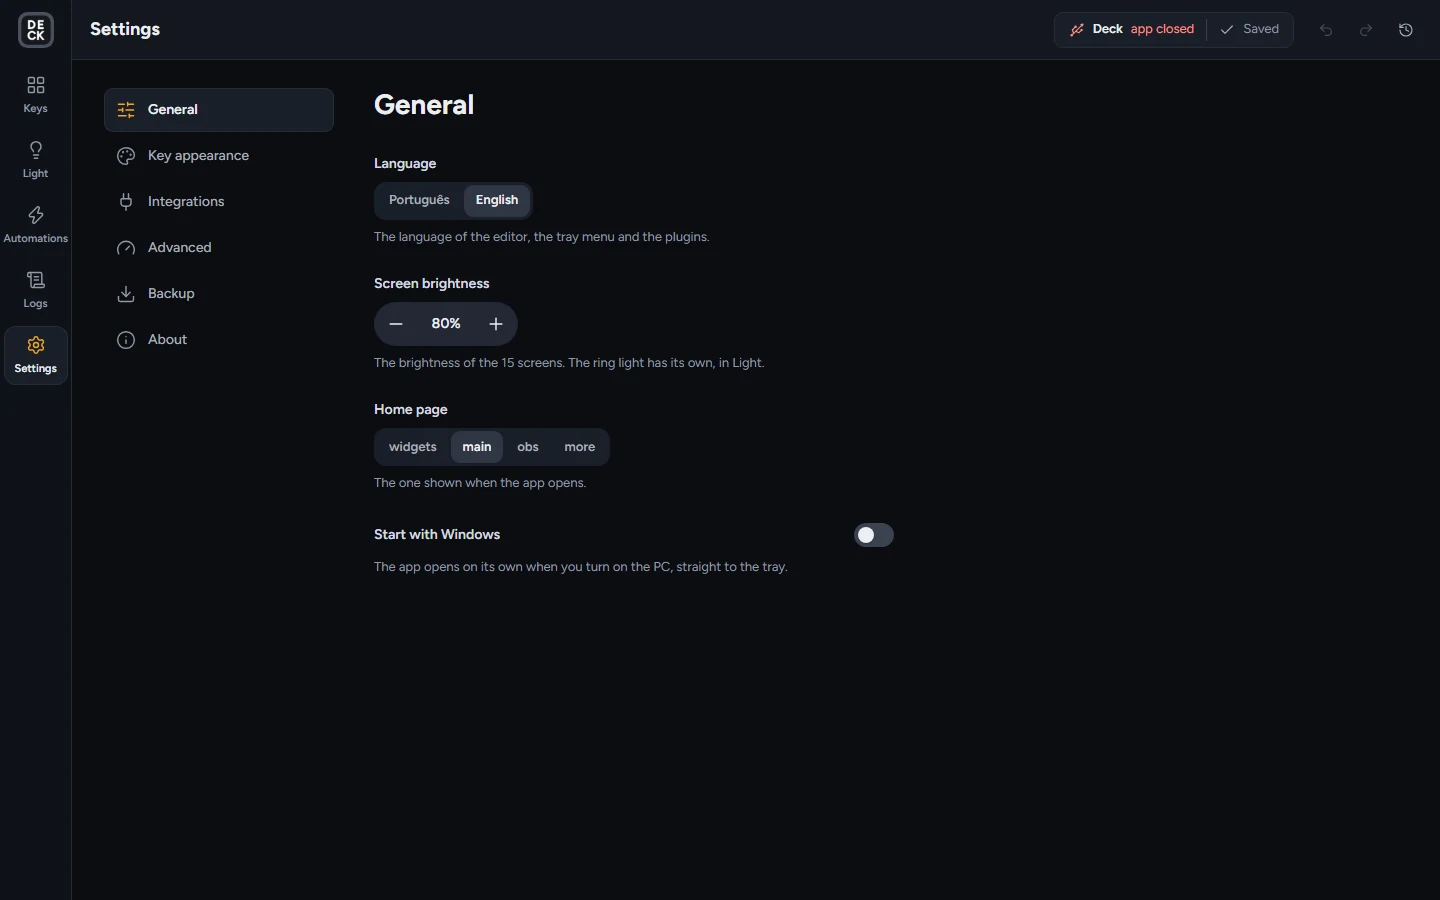 DE
CK
Settings
Deck app closed
Saved
Keys
Light
Automations
Logs
Settings
General
Key appearance
Integrations
Advanced
Backup
About
General
Language
Português English
The language of the editor, the tray menu and the plugins.
Screen brightness
− 80% +
The brightness of the 15 screens. The ring light has its own, in Light.
Home page
widgets main obs more
The one shown when the app opens.
Start with Windows
The app opens on its own when you turn on the PC, straight to the tray.